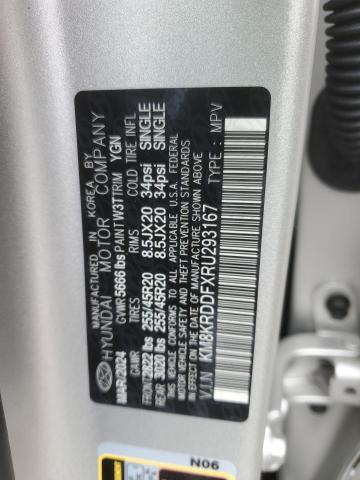 MANUFACTURED IN KOREA BY
HYUNDAI MOTOR COMPANY
MAR/2024 GVWR 5666 lbs PAINT W3T TRIM YGN
GAWR TIRES RIMS COLD TIRE INFL
FRONT 2822 lbs 255/45R20 8.5JX20 34psi SINGLE
REAR 3020 lbs 255/45R20 8.5JX20 34psi SINGLE
THIS VEHICLE CONFORMS TO ALL APPLICABLE U.S.A. FEDERAL
MOTOR VEHICLE SAFETY, BUMPER, AND THEFT PREVENTION
STANDARDS IN EFFECT ON THE DATE OF MANUFACTURE SHOWN ABOVE
V.I.N KM8KRDDFXRU293167 TYPE : MPV
N06